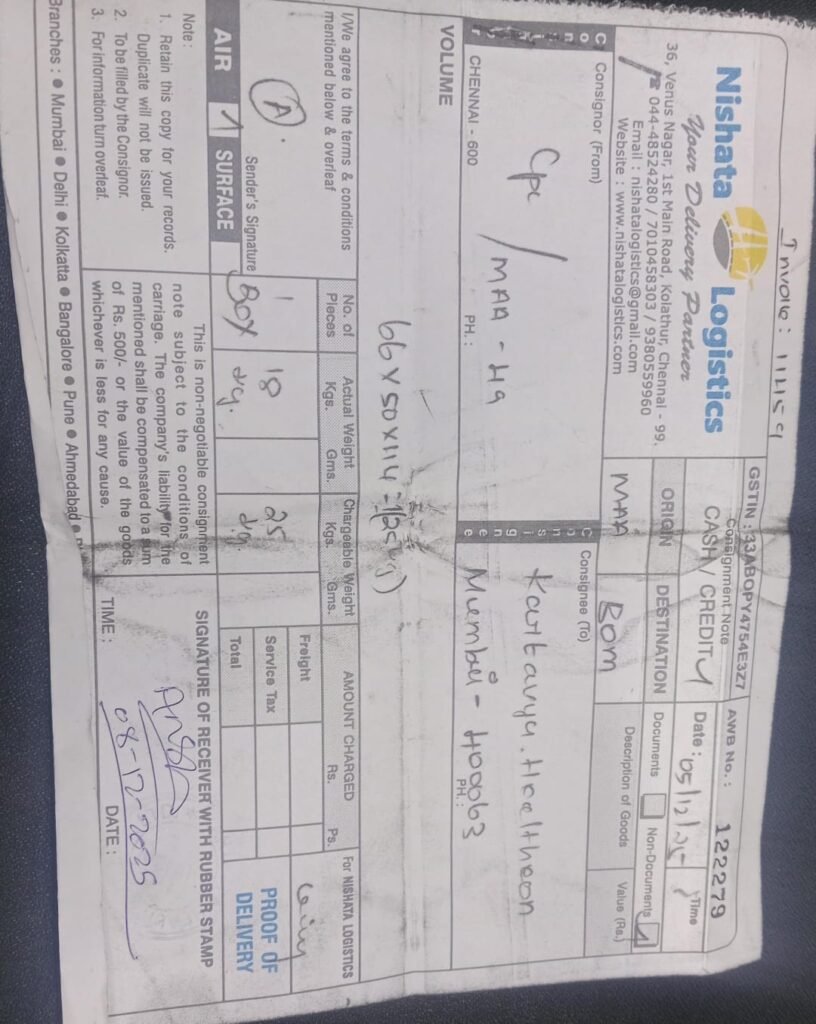 Invoice : 11459
Nishata Logistics
Your Delivery Partner
36, Venus Nagar, 1st Main Road, Kolathur, Chennai - 99.
044-48524280 / 7010458303 / 9380559960
Email : nishatalogistics@gmail.com
Website : www.nishatalogistics.com
GSTIN : 33ABOPY4754E3Z7
Consignment Note
CASH / CREDIT
AWB No. : 122279
Date : 05/12/25
Time
ORIGIN
DESTINATION
MAA
BOM
Documents
Non-Documents
Description of Goods
Value (Rs.)
Consignor
Consignor (From)
Cpc / MAA - H9
CHENNAI - 600
PH. :
Consignee
Consignee (To)
Kartavya Healtheon
Mumbai - 400063
PH. :
VOLUME
66 x 50 x 114 = (25kg)
I/We agree to the terms & conditions
mentioned below & overleaf
Sender's Signature
No. of
Pieces
Actual Weight
Kgs. Gms.
Chargeable Weight
Kgs. Gms.
AMOUNT CHARGED
Rs. Ps.
For NISHATA LOGISTICS
1
Box
18
kg.
25
kg.
Freight
Service Tax
Total
PROOF OF
DELIVERY
AIR
SURFACE
Note :
1. Retain this copy for your records.
Duplicate will not be issued.
2. To be filled by the Consignor.
3. For information turn overleaf.
This is non-negotiable consignment
note subject to the conditions of
carriage. The company's liability for the
mentioned shall be compensated to a sum
of Rs. 500/- or the value of the goods
whichever is less for any cause.
SIGNATURE OF RECEIVER WITH RUBBER STAMP
08-12-2025
TIME :
DATE :
Branches : • Mumbai • Delhi • Kolkatta • Bangalore • Pune • Ahmedabad